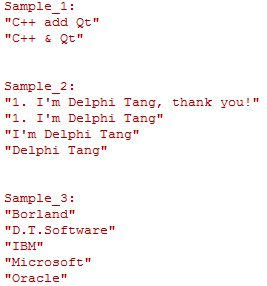 Sample_1:
"C++ add Qt"
"C++ & Qt"
Sample_2:
"1. I'm Delphi Tang, thank you!"
"1. I'm Delphi Tang"
"I'm Delphi Tang"
"Delphi Tang"
Sample_3:
"Borland"
"D.T.Software"
"IBM"
"Microsoft"
"Oracle"